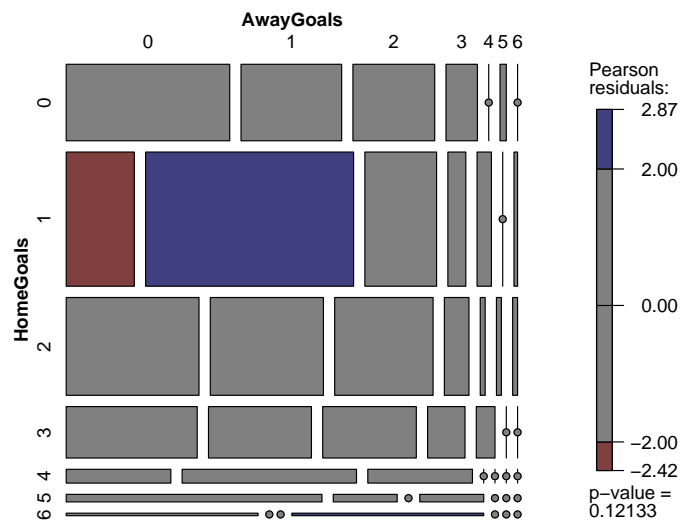 AwayGoals
0 1 2 3 4 5 6
HomeGoals
0
1
2
3
4
5
6
Pearson
residuals:
2.87
2.00
0.00
−2.00
−2.42
p-value =
0.12133